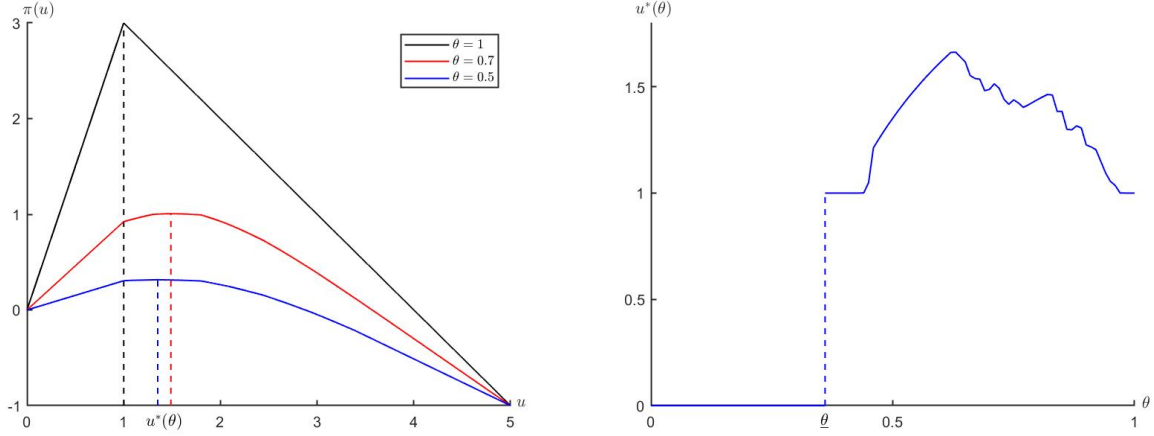 π(u)
3
2
1
0
-1
θ = 1
θ = 0.7
θ = 0.5
0 1 u*(θ) 2 3 4 5 u
u*(θ)
1.5
1
0.5
0
0 θ̲ 0.5 1 θ